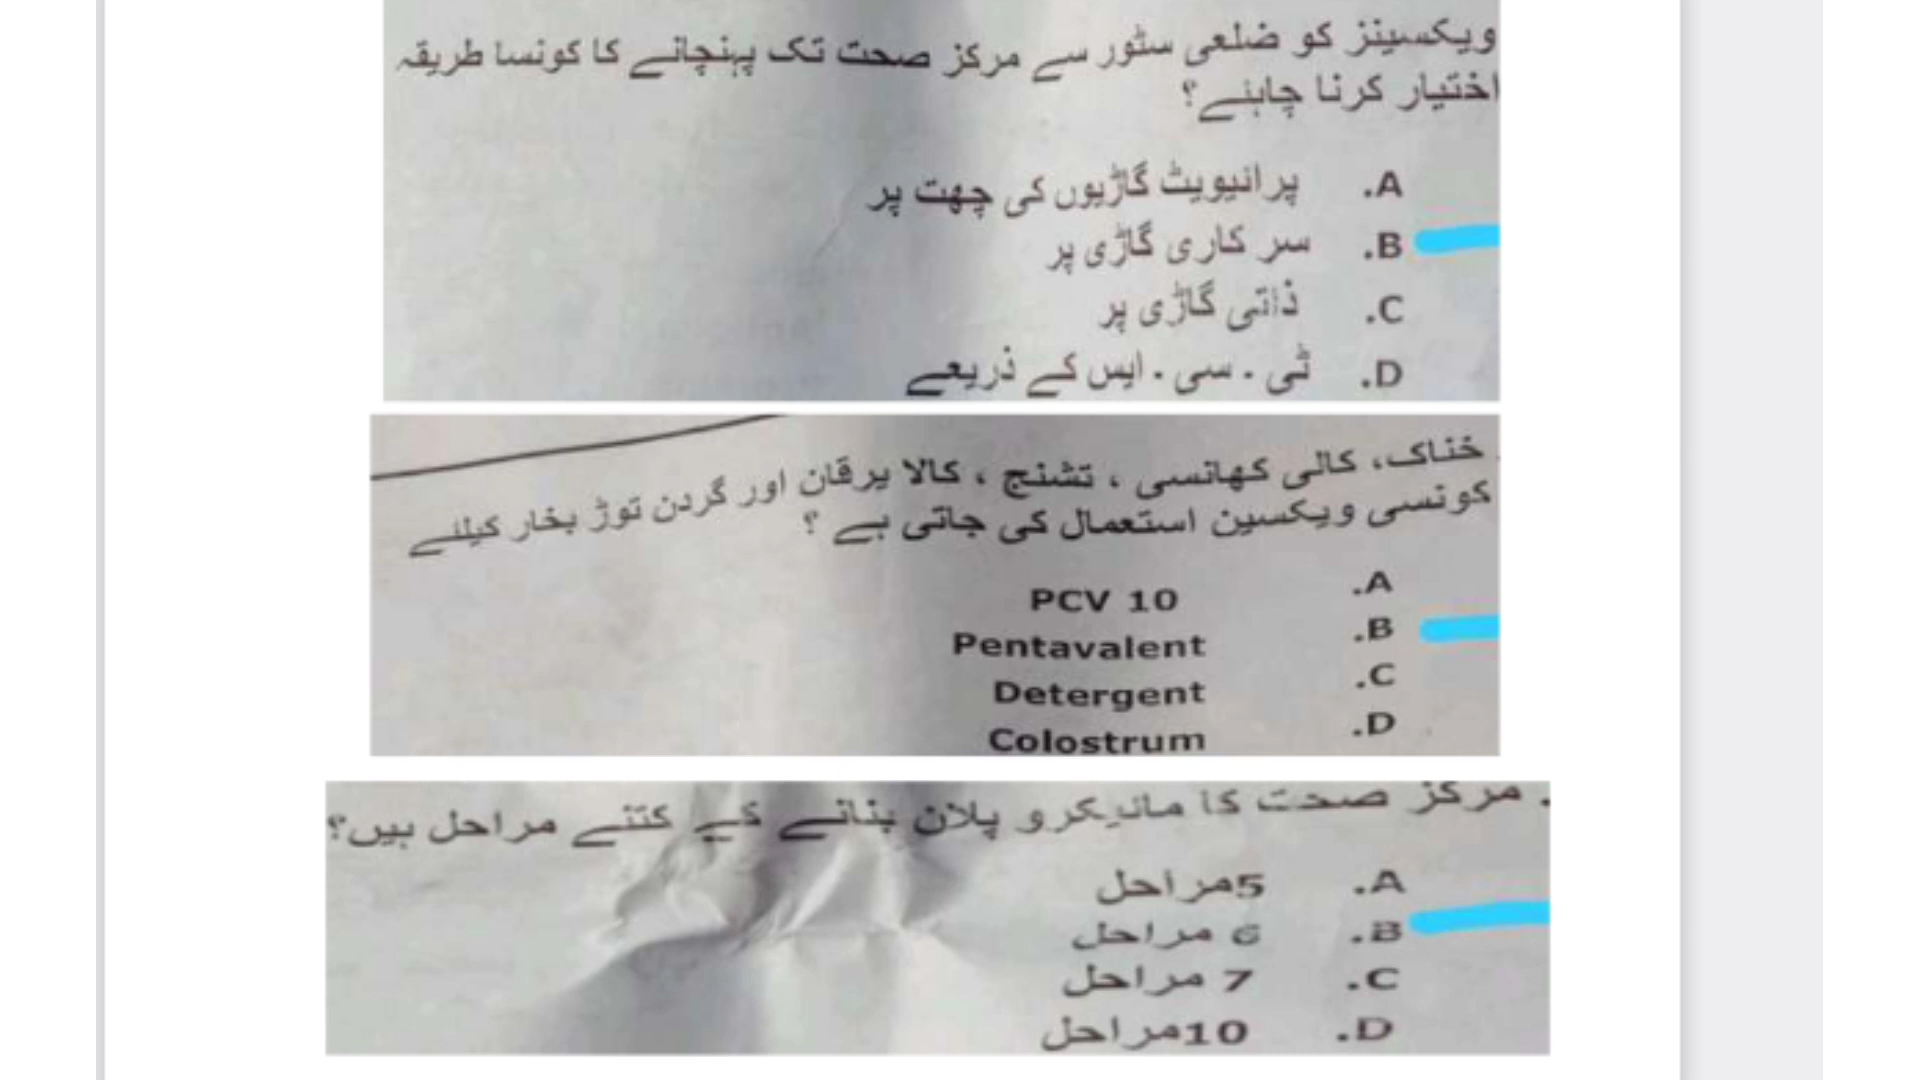 ویکسینز کو ضلعی سٹور سے مرکز صحت تک پہنچانے کا کونسا طریقہ
اختیار کرنا چاہئے؟
A. پرائیویٹ گاڑیوں کی چھت پر
B. سرکاری گاڑی پر
C. ذاتی گاڑی پر
D. ٹی . سی . ایس کے ذریعے
خناک، کالی کھانسی ، تشنج ، کالا یرقان اور گردن توڑ بخار کیلئے
کونسی ویکسین استعمال کی جاتی ہے ؟
A. PCV 10
B. Pentavalent
C. Detergent
D. Colostrum
. مرکز صحت کا مائیکرو پلان بنانے کے کتنے مراحل ہیں؟
A. 5مراحل
B. 6 مراحل
C. 7 مراحل
D. 10مراحل